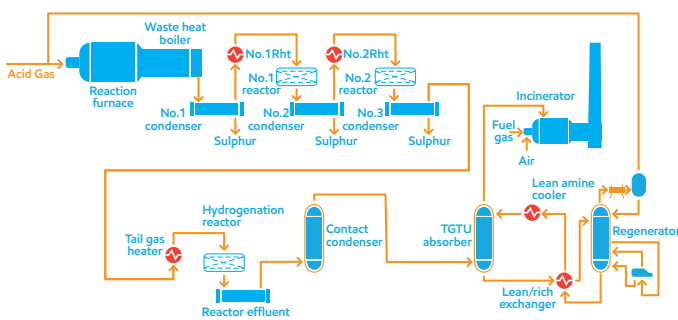 Acid Gas
Waste heat
boiler
Reaction
furnace
No.1Rht
No.1
reactor
No.2Rht
No.2
reactor
No.1
condenser
No.2
condenser
No.3
condenser
Sulphur
Sulphur
Sulphur
Incinerator
Fuel
gas
Air
Lean amine
cooler
Tail gas
heater
Hydrogenation
reactor
Reactor effluent
Contact
condenser
TGTU
absorber
Lean/rich
exchanger
Regenerator